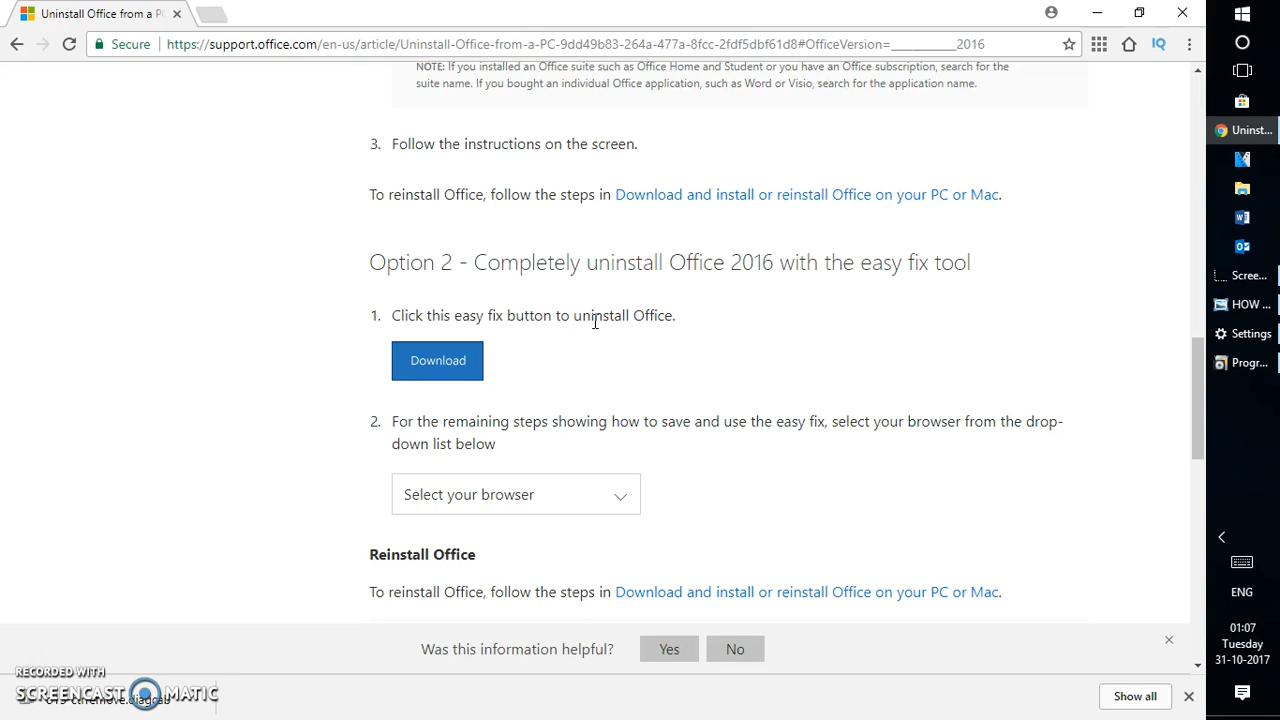 Uninstall Office from a PC
Secure
https://support.office.com/en-us/article/Uninstall-Office-from-a-PC-9dd49b83-264a-477a-8fcc-2fdf5dbf61d8#OfficeVersion=__________2016
IQ
NOTE: If you installed an Office suite such as Office Home and Student or you have an Office subscription, search for the
suite name. If you bought an individual Office application, such as Word or Visio, search for the application name.
3. Follow the instructions on the screen.
To reinstall Office, follow the steps in Download and install or reinstall Office on your PC or Mac.
Option 2 - Completely uninstall Office 2016 with the easy fix tool
1. Click this easy fix button to uninstall Office.
Download
2. For the remaining steps showing how to save and use the easy fix, select your browser from the drop-
down list below
Select your browser
Reinstall Office
To reinstall Office, follow the steps in Download and install or reinstall Office on your PC or Mac.
Was this information helpful?
Yes
No
RECORDED WITH
SCREENCAST MATIC
Show all
Uninst...
Scree...
HOW ...
Settings
Progr...
ENG
01:07
Tuesday
31-10-2017